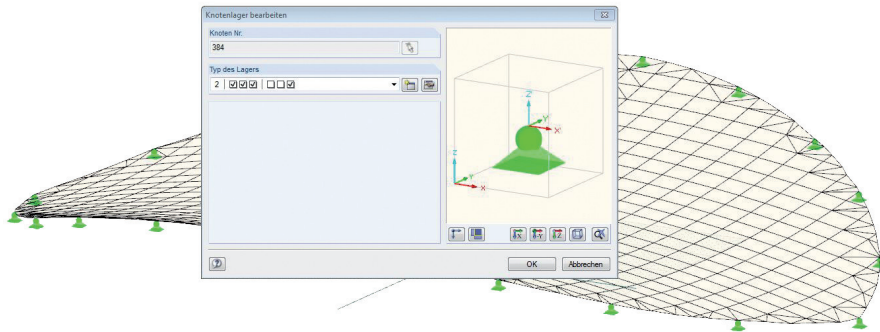 Knotenlager bearbeiten
Knoten Nr.
384
Typ des Lagers
2
Z
Y
X
Z
Y
X
X
-Y
Z
OK
Abbrechen